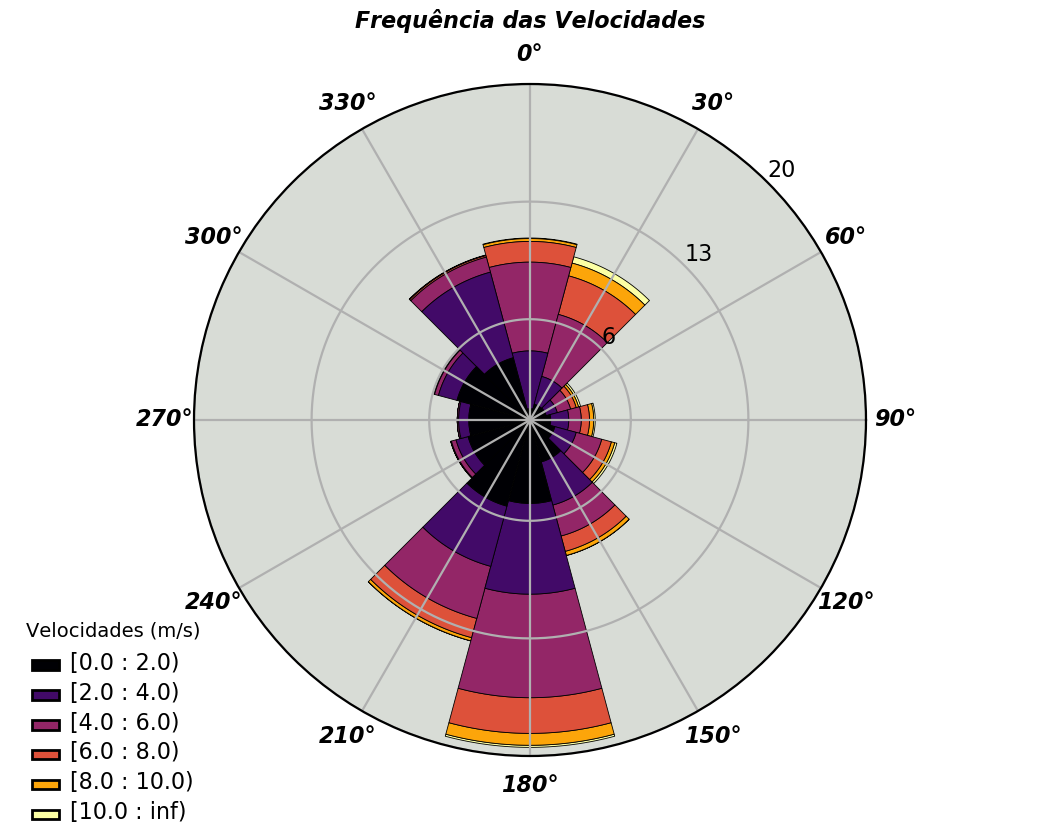 Frequência das Velocidades
0°
330°
30°
20
300°
60°
13
6
270°
90°
240°
120°
210°
150°
180°
Velocidades (m/s)
[0.0 : 2.0)
[2.0 : 4.0)
[4.0 : 6.0)
[6.0 : 8.0)
[8.0 : 10.0)
[10.0 : inf)